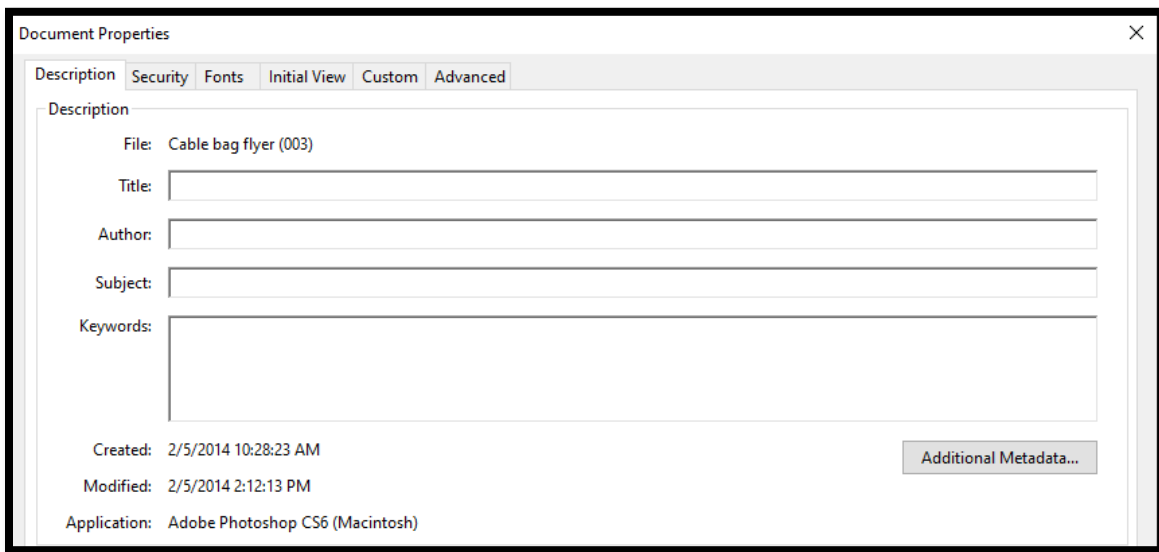 Document Properties
Description Security Fonts Initial View Custom Advanced
Description
File: Cable bag flyer (003)
Title:
Author:
Subject:
Keywords:
Created: 2/5/2014 10:28:23 AM
Additional Metadata...
Modified: 2/5/2014 2:12:13 PM
Application: Adobe Photoshop CS6 (Macintosh)